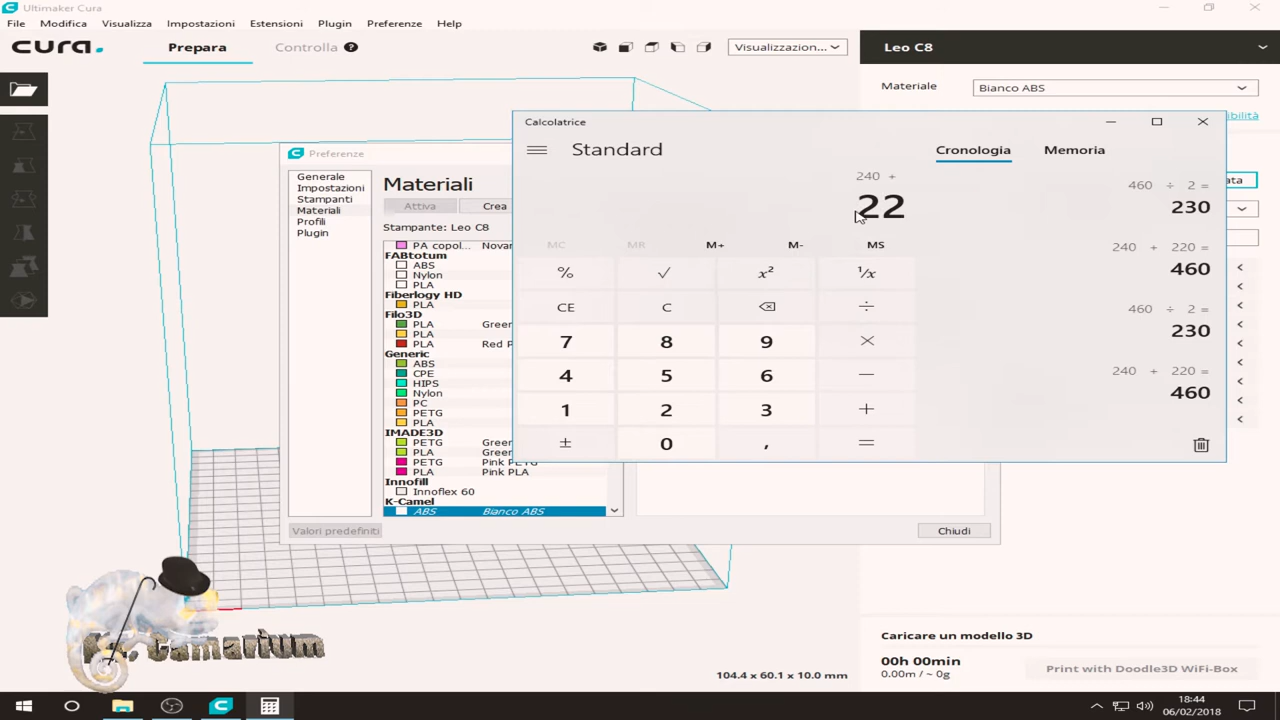 Ultimaker Cura
File Modifica Visualizza Impostazioni Estensioni Plugin Preferenze Help
cura. Prepara Controlla ? Visualizzazion... Leo C8
Materiale Bianco ABS
ibilità
ata
Preferenze
Generale
Impostazioni
Stampanti
Materiali
Profili
Plugin
Materiali
Attiva Crea
Stampante: Leo C8
PA copol... Novar
FABtotum
ABS
Nylon
PLA
Fiberlogy HD
PLA
Filo3D
PLA Green
PLA
PLA Red P
Generic
ABS
CPE
HIPS
Nylon
PC
PETG
PLA
IMADE3D
PETG Green
PLA Green
PETG Pink PETG
PLA Pink PLA
Innofill
Innoflex 60
K-Camel
ABS Bianco ABS
Valori predefiniti Chiudi
Calcolatrice
Standard
240 +
22
MC MR M+ M- MS
% √ x² ¹/x
CE C ÷
7 8 9 ×
4 5 6 −
1 2 3 +
± 0 , =
Cronologia Memoria
460 ÷ 2 =
230
240 + 220 =
460
460 ÷ 2 =
230
240 + 220 =
460
Camarium
104.4 x 60.1 x 10.0 mm
Caricare un modello 3D
00h 00min
0.00m / ~ 0g
Print with Doodle3D WiFi-Box
18:44
06/02/2018